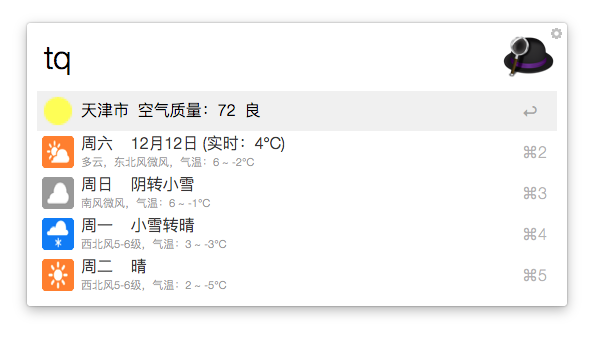 tq
天津市 空气质量：72 良
周六 12月12日 (实时：4℃)
⌘2
多云，东北风微风，气温：6 ~ -2℃
周日 阴转小雪
⌘3
南风微风，气温：6 ~ -1℃
周一 小雪转晴
⌘4
西北风5-6级，气温：3 ~ -3℃
周二 晴
⌘5
西北风5-6级，气温：2 ~ -5℃